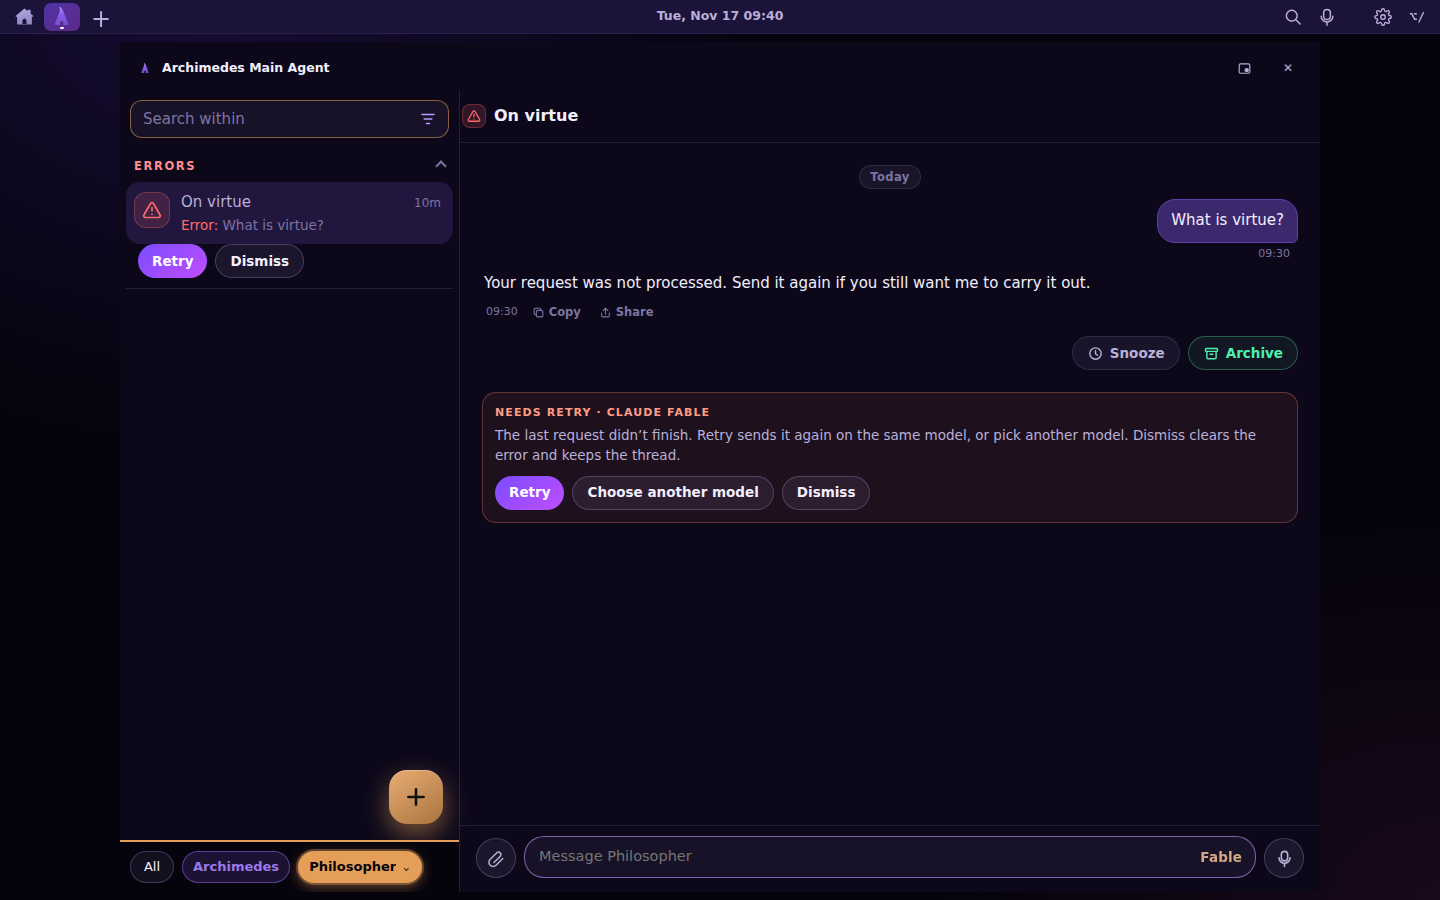 Tue, Nov 17 09:40
⌥/
Archimedes Main Agent
×
Search within
ERRORS
On virtue
10m
Error: What is virtue?
Retry
Dismiss
All
Archimedes
Philosopher
On virtue
Today
What is virtue?
09:30
Your request was not processed. Send it again if you still want me to carry it out.
09:30
Copy
Share
Snooze
Archive
NEEDS RETRY · CLAUDE FABLE
The last request didn’t finish. Retry sends it again on the same model, or pick another model. Dismiss clears the
error and keeps the thread.
Retry
Choose another model
Dismiss
Message Philosopher
Fable